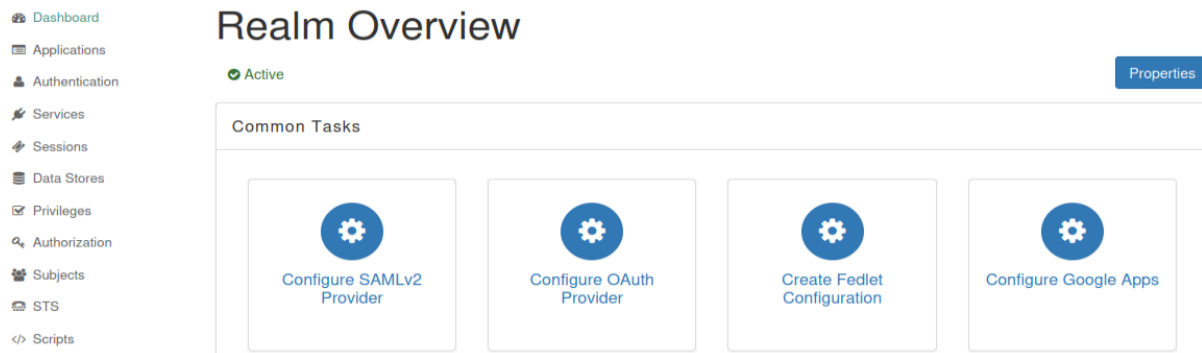 Dashboard
Applications
Authentication
Services
Sessions
Data Stores
Privileges
Authorization
Subjects
STS
Scripts
Realm Overview
Active
Properties
Common Tasks
Configure SAMLv2
Provider
Configure OAuth
Provider
Create Fedlet
Configuration
Configure Google Apps